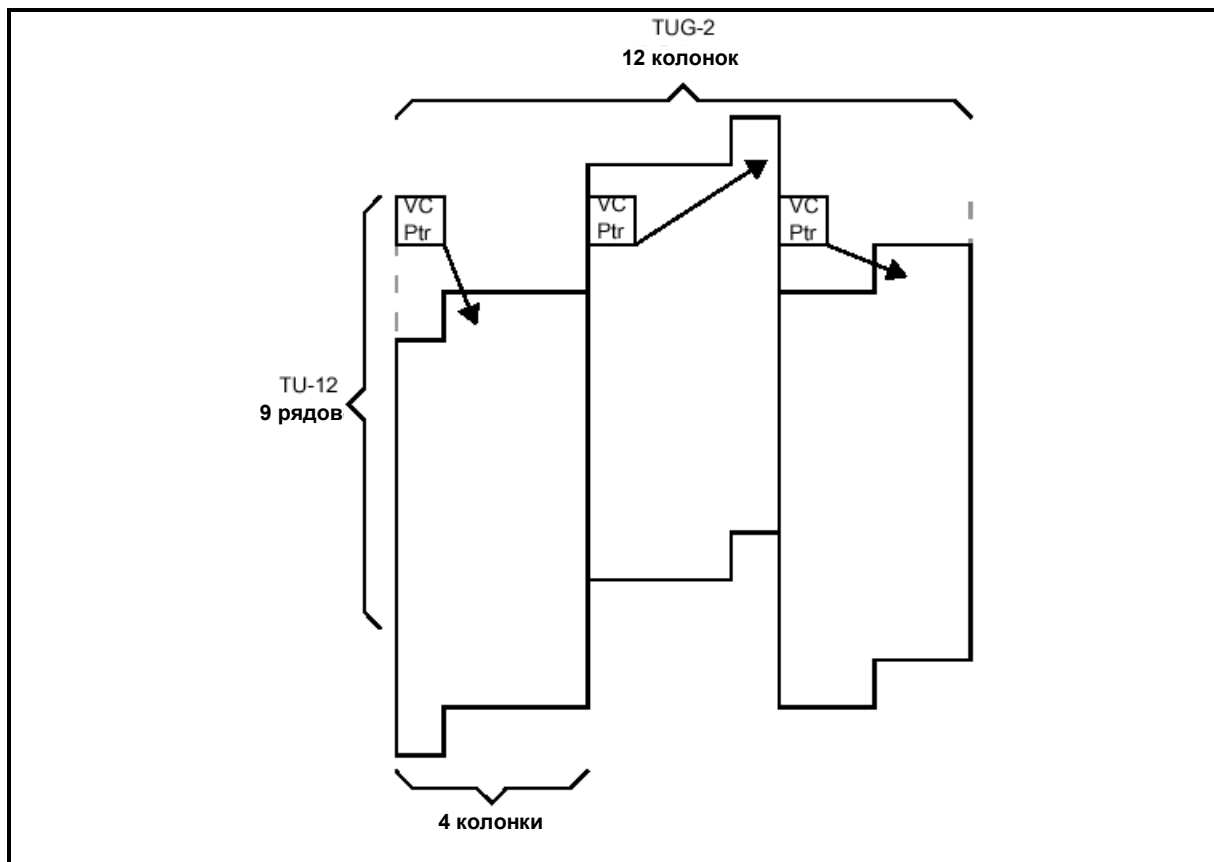 TUG-2
12 колонок
VC
Ptr
VC
Ptr
VC
Ptr
TU-12
9 рядов
4 колонки